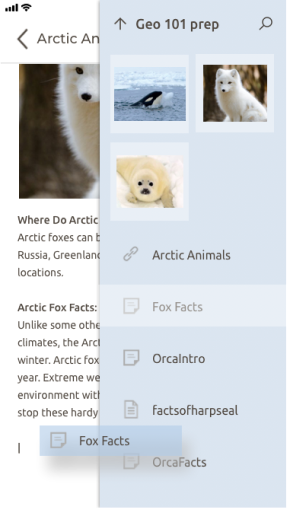 Arctic An
Where Do Arctic
Arctic foxes can b
Russia, Greenland
locations.
Arctic Fox Facts:
Unlike some othe
climates, the Arct
winter. Arctic fox
year. Extreme we
environment with
stop these hardy
Geo 101 prep
Arctic Animals
Fox Facts
OrcaIntro
factsofharpseal
Fox Facts
OrcaFacts